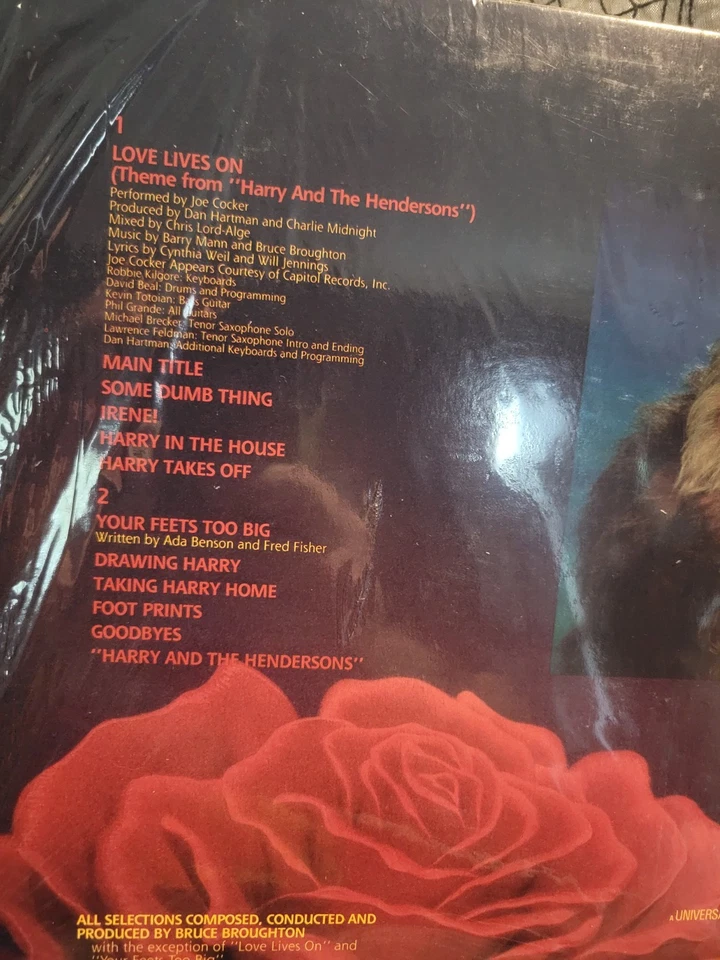 1
LOVE LIVES ON
(Theme from "Harry And The Hendersons")
Performed by Joe Cocker
Produced by Dan Hartman and Charlie Midnight
Mixed by Chris Lord-Alge
Music by Barry Mann and Bruce Broughton
Lyrics by Cynthia Weil and Will Jennings
Joe Cocker Appears Courtesy of Capitol Records, Inc.
Robbie Kilgore: Keyboards
David Beal: Drums and Programming
Kevin Totoian: Bass Guitar
Phil Grande: All Guitars
Michael Brecker: Tenor Saxophone Solo
Lawrence Feldman: Tenor Saxophone Intro and Ending
Dan Hartman: Additional Keyboards and Programming
MAIN TITLE
SOME DUMB THING
IRENE!
HARRY IN THE HOUSE
HARRY TAKES OFF
2
YOUR FEETS TOO BIG
Written by Ada Benson and Fred Fisher
DRAWING HARRY
TAKING HARRY HOME
FOOT PRINTS
GOODBYES
"HARRY AND THE HENDERSONS"
ALL SELECTIONS COMPOSED, CONDUCTED AND
PRODUCED BY BRUCE BROUGHTON
with the exception of "Love Lives On" and
"Your Feets Too Big"
A UNIVERSA